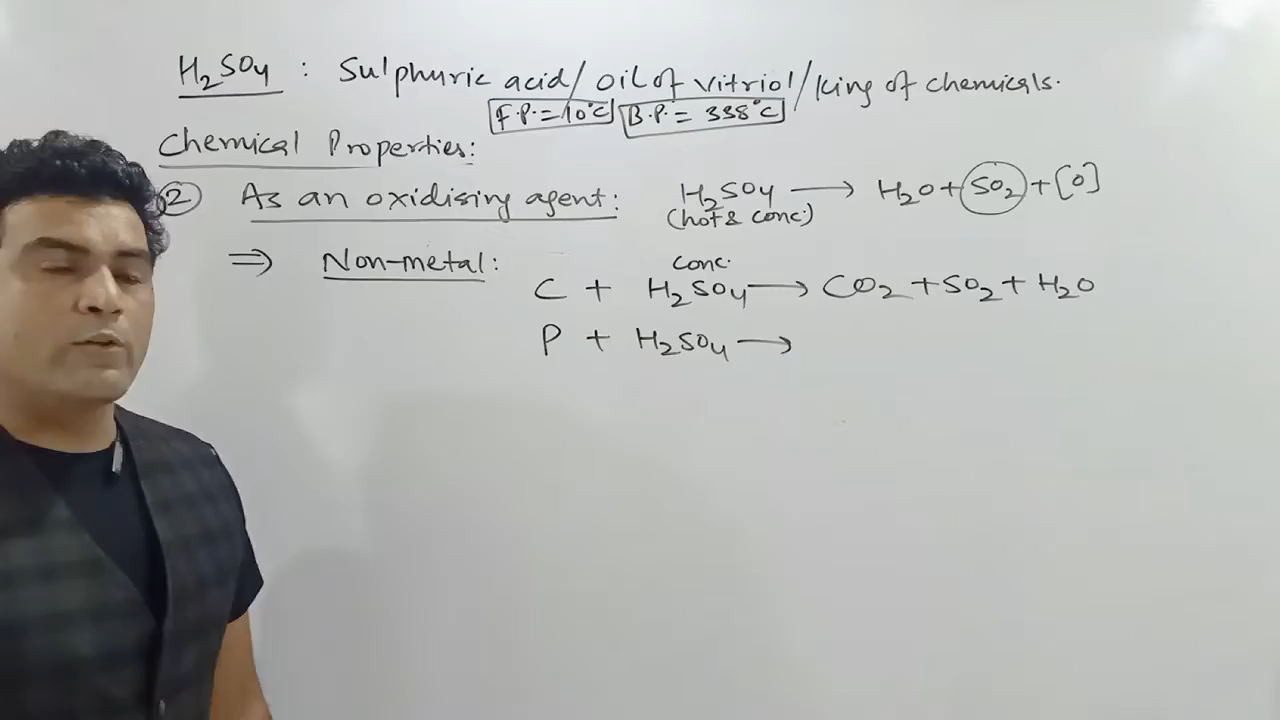 H₂SO₄ : Sulphuric acid/oil of vitriol/king of chemicals.
F.P. = 10°C B.P. = 338°C
Chemical Properties:
② As an oxidising agent: H₂SO₄ ⟶ H₂O + SO₂ + [O]
(hot & conc.)
⇒ Non-metal: conc.
C + H₂SO₄ ⟶ CO₂ + SO₂ + H₂O
P + H₂SO₄ ⟶